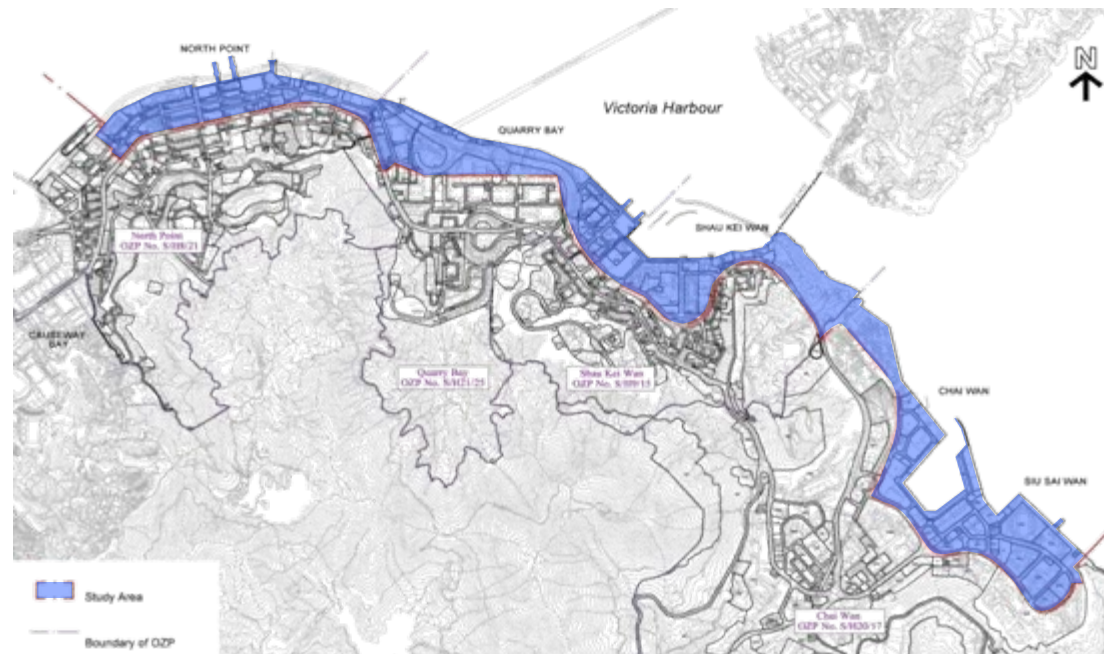 NORTH POINT
N
Victoria Harbour
QUARRY BAY
SHAU KEI WAN
North Point
OZP No. S/H8/21
CAUSEWAY
BAY
Quarry Bay
OZP No. S/H21/25
Shau Kei Wan
OZP No. S/H9/15
CHAI WAN
SIU SAI WAN
Study Area
Boundary of OZP
Chai Wan
OZP No. S/H20/17